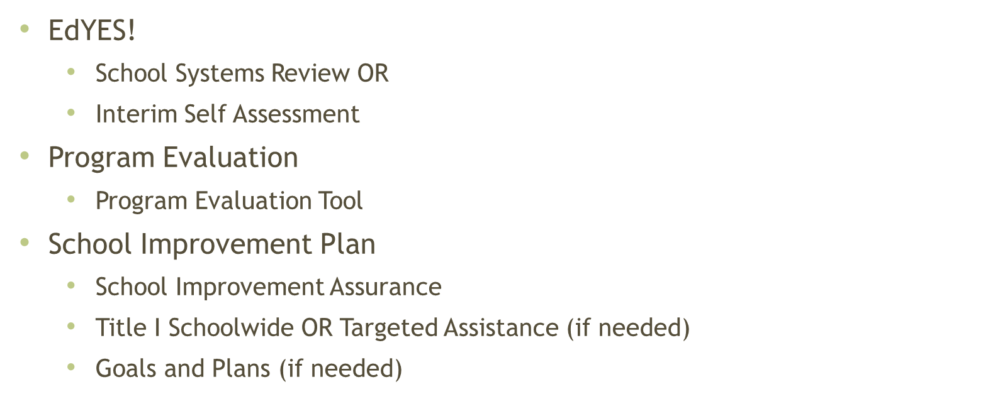 • EdYES!
• School Systems Review OR
• Interim Self Assessment
• Program Evaluation
• Program Evaluation Tool
• School Improvement Plan
• School Improvement Assurance
• Title I Schoolwide OR Targeted Assistance (if needed)
• Goals and Plans (if needed)